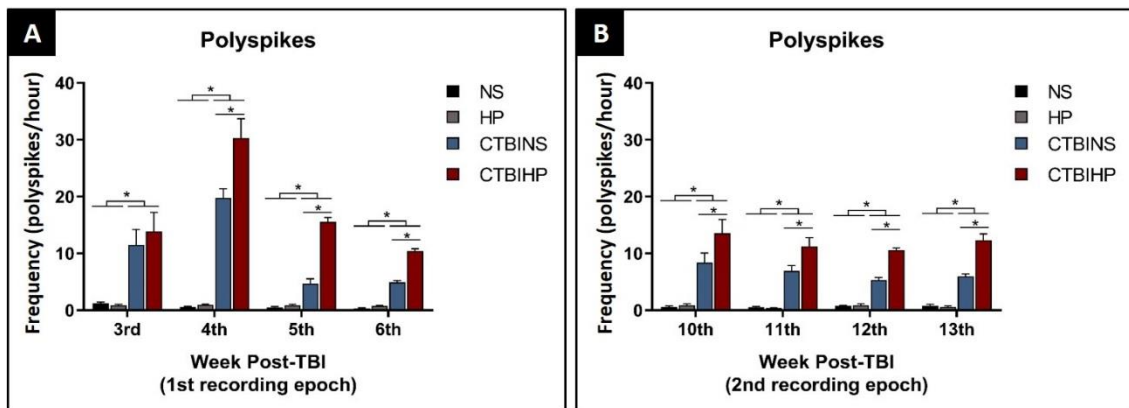 A
Polyspikes
Frequency (polyspikes/hour)
40
30
20
10
0
* * * * * * *
3rd 4th 5th 6th
Week Post-TBI
(1st recording epoch)
NS
HP
CTBINS
CTBIHP
B
Polyspikes
Frequency (polyspikes/hour)
40
30
20
10
0
* * * * * * * *
10th 11th 12th 13th
Week Post-TBI
(2nd recording epoch)
NS
HP
CTBINS
CTBIHP